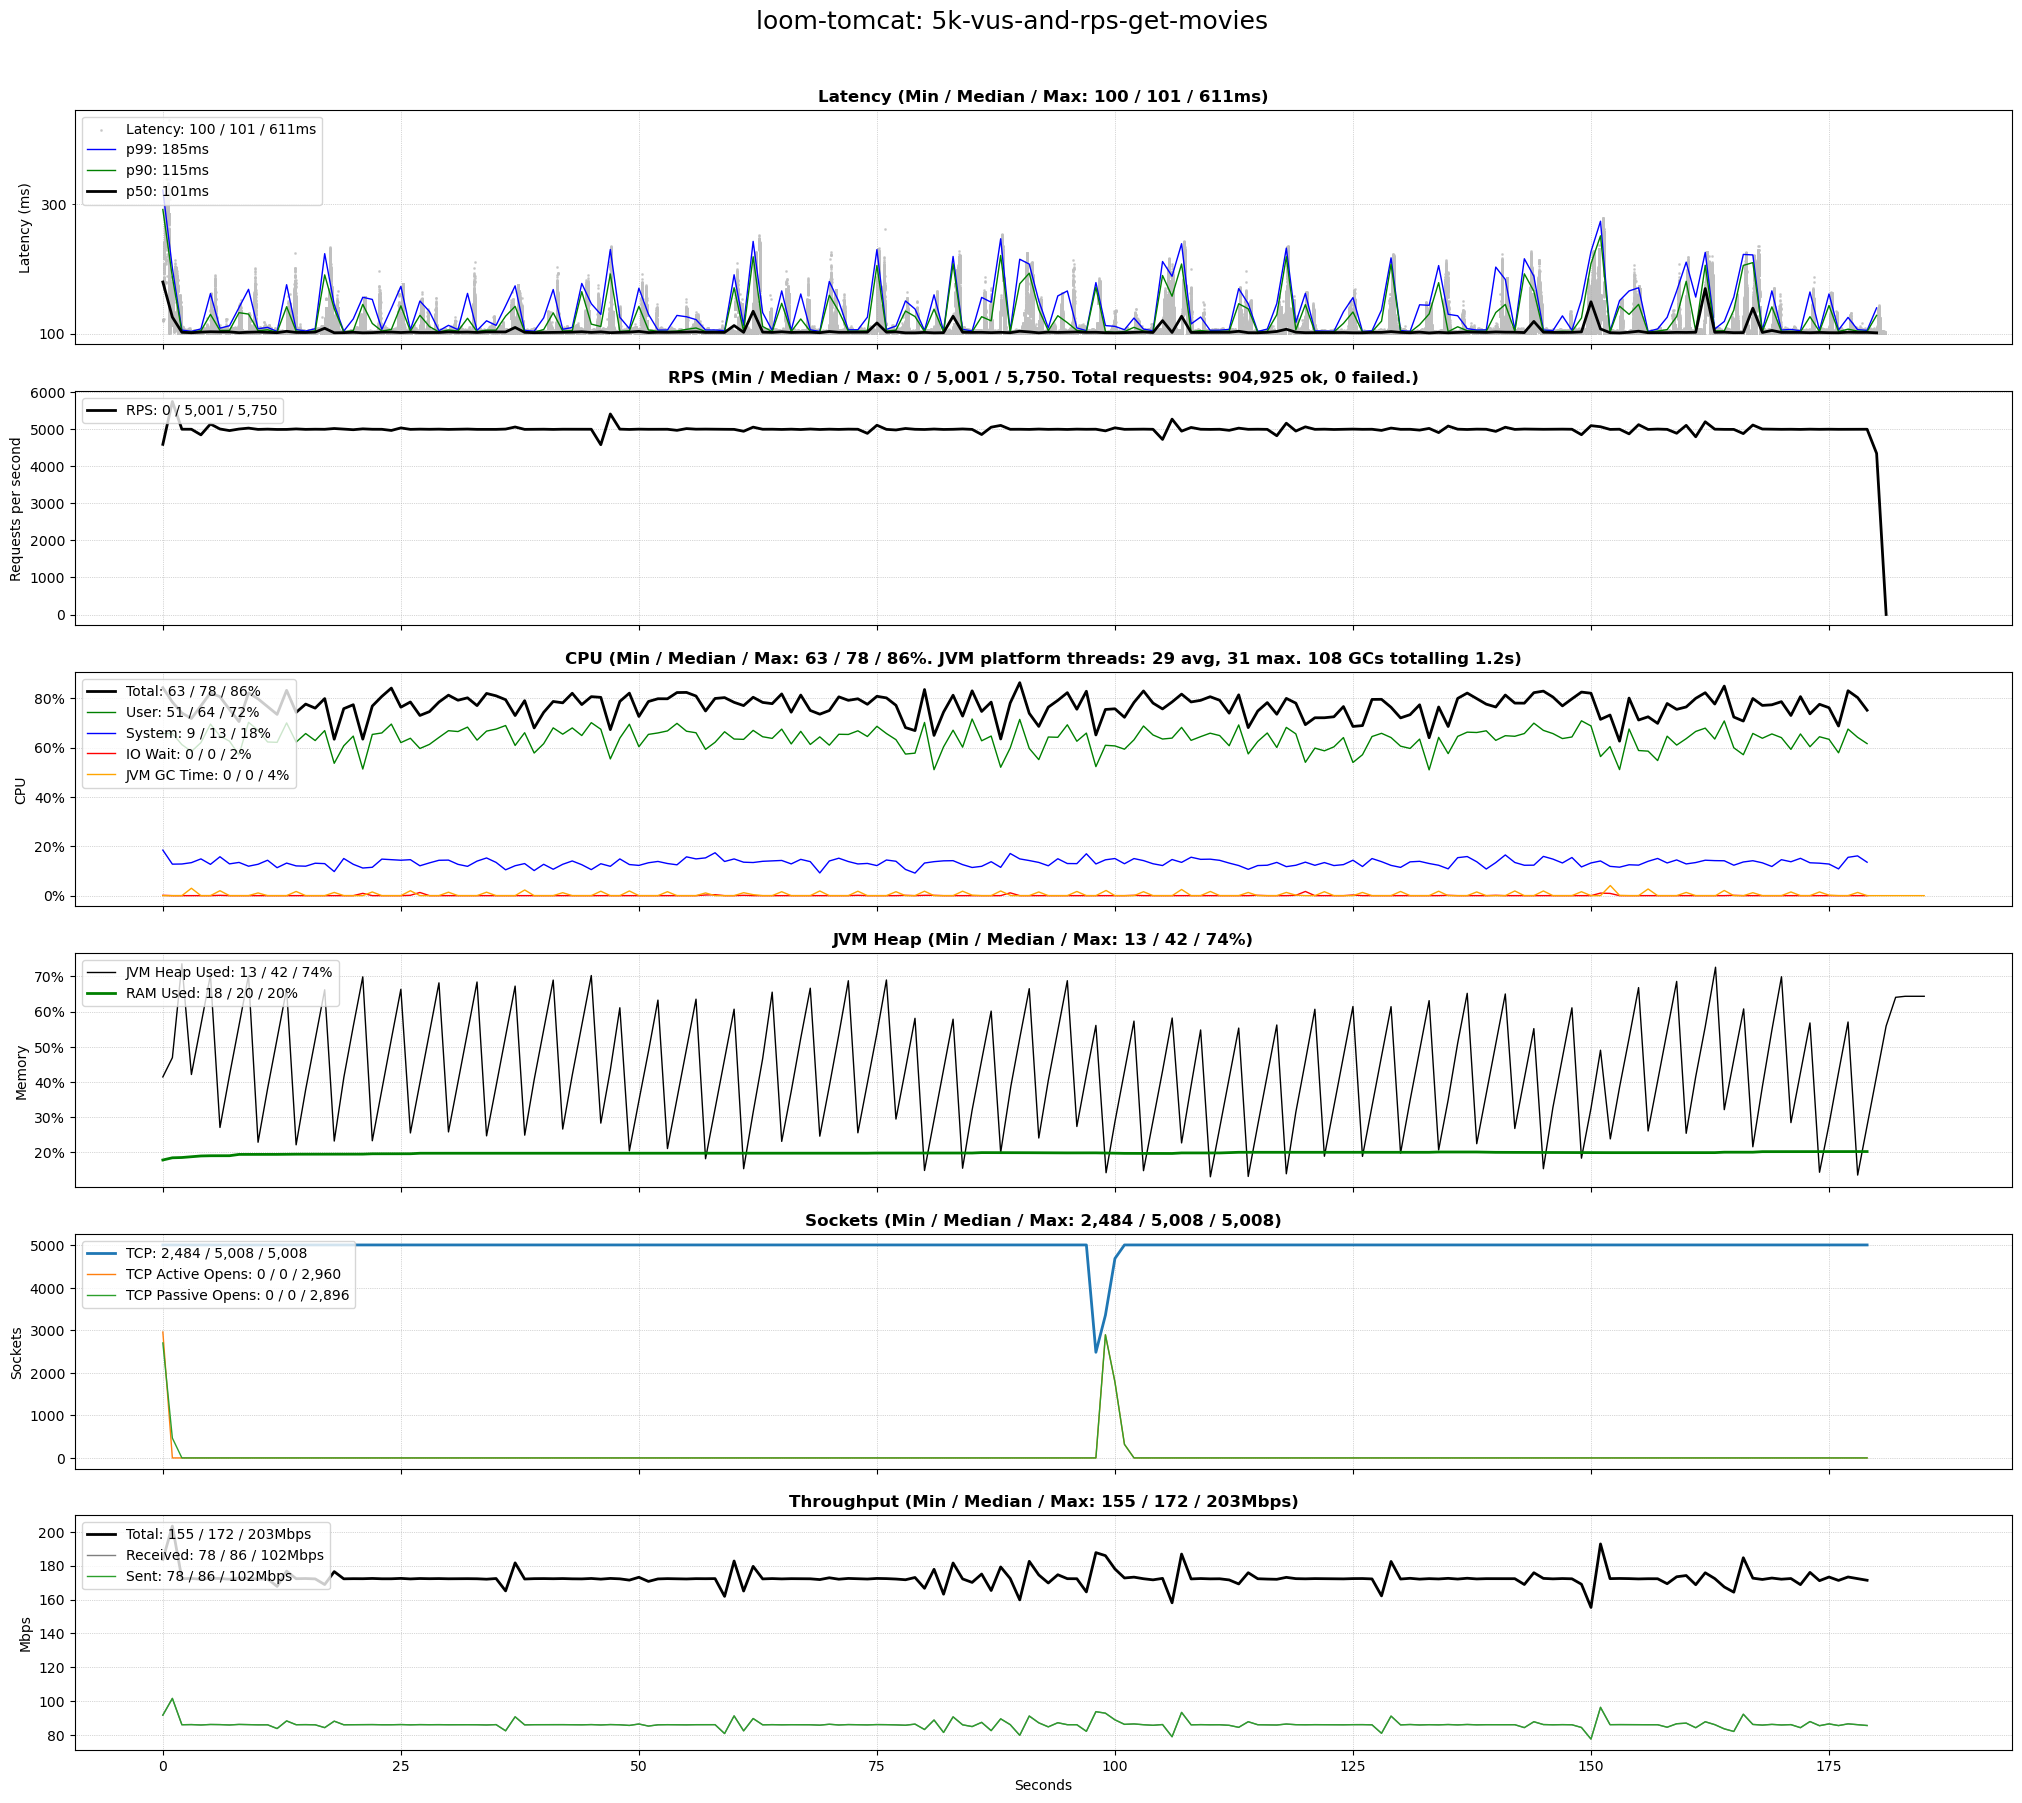 loom-tomcat: 5k-vus-and-rps-get-movies
Latency (Min / Median / Max: 100 / 101 / 611ms)
Latency: 100 / 101 / 611ms
p99: 185ms
p90: 115ms
p50: 101ms
Latency (ms)
300
100
RPS (Min / Median / Max: 0 / 5,001 / 5,750. Total requests: 904,925 ok, 0 failed.)
RPS: 0 / 5,001 / 5,750
Requests per second
6000
5000
4000
3000
2000
1000
0
CPU (Min / Median / Max: 63 / 78 / 86%. JVM platform threads: 29 avg, 31 max. 108 GCs totalling 1.2s)
Total: 63 / 78 / 86%
User: 51 / 64 / 72%
System: 9 / 13 / 18%
IO Wait: 0 / 0 / 2%
JVM GC Time: 0 / 0 / 4%
CPU
80%
60%
40%
20%
0%
JVM Heap (Min / Median / Max: 13 / 42 / 74%)
JVM Heap Used: 13 / 42 / 74%
RAM Used: 18 / 20 / 20%
Memory
70%
60%
50%
40%
30%
20%
Sockets (Min / Median / Max: 2,484 / 5,008 / 5,008)
TCP: 2,484 / 5,008 / 5,008
TCP Active Opens: 0 / 0 / 2,960
TCP Passive Opens: 0 / 0 / 2,896
Sockets
5000
4000
3000
2000
1000
0
Throughput (Min / Median / Max: 155 / 172 / 203Mbps)
Total: 155 / 172 / 203Mbps
Received: 78 / 86 / 102Mbps
Sent: 78 / 86 / 102Mbps
Mbps
200
180
160
140
120
100
80
0 25 50 75 100 125 150 175
Seconds